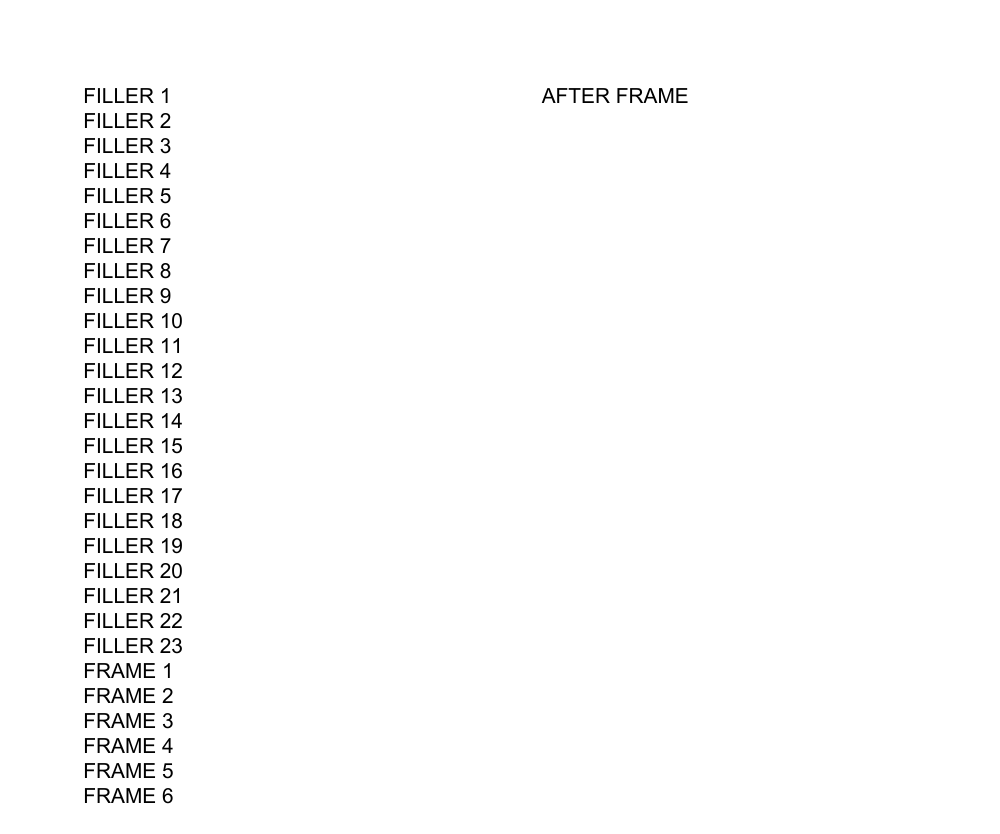 FILLER 1
FILLER 2
FILLER 3
FILLER 4
FILLER 5
FILLER 6
FILLER 7
FILLER 8
FILLER 9
FILLER 10
FILLER 11
FILLER 12
FILLER 13
FILLER 14
FILLER 15
FILLER 16
FILLER 17
FILLER 18
FILLER 19
FILLER 20
FILLER 21
FILLER 22
FILLER 23
FRAME 1
FRAME 2
FRAME 3
FRAME 4
FRAME 5
FRAME 6
AFTER FRAME